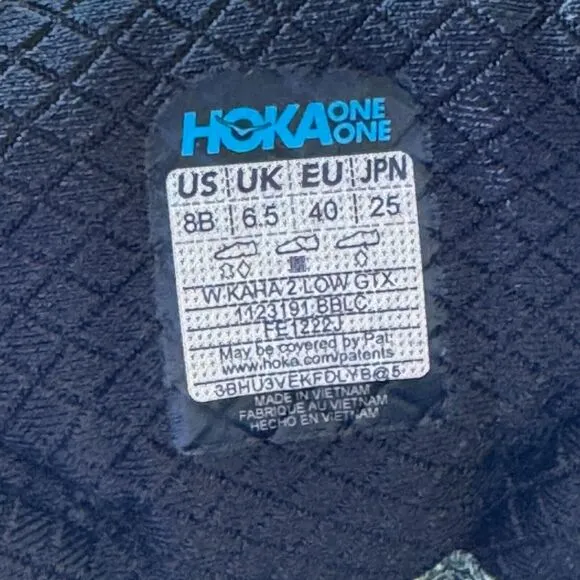 HOKA ONE ONE
US UK EU JPN
8B 6.5 40 25
W KAHA 2 LOW GTX
1123191 BBLC
FE1222J
May be covered by Pat:
www.hoka.com/patents
3BHU3VEKFDLYB@5
MADE IN VIETNAM
FABRIQUE AU VIETNAM
HECHO EN VIETNAM